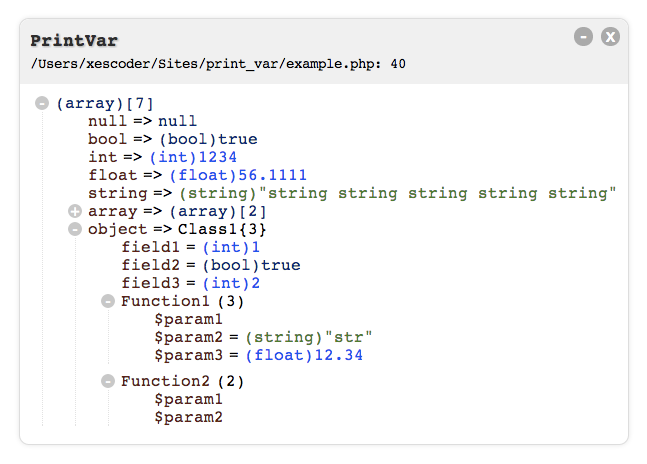 PrintVar
/Users/xescoder/Sites/print_var/example.php: 40
(array)[7]
null => null
bool => (bool)true
int => (int)1234
float => (float)56.1111
string => (string)"string string string string string"
array => (array)[2]
object => Class1{3}
field1 = (int)1
field2 = (bool)true
field3 = (int)2
Function1 (3)
$param1
$param2 = (string)"str"
$param3 = (float)12.34
Function2 (2)
$param1
$param2